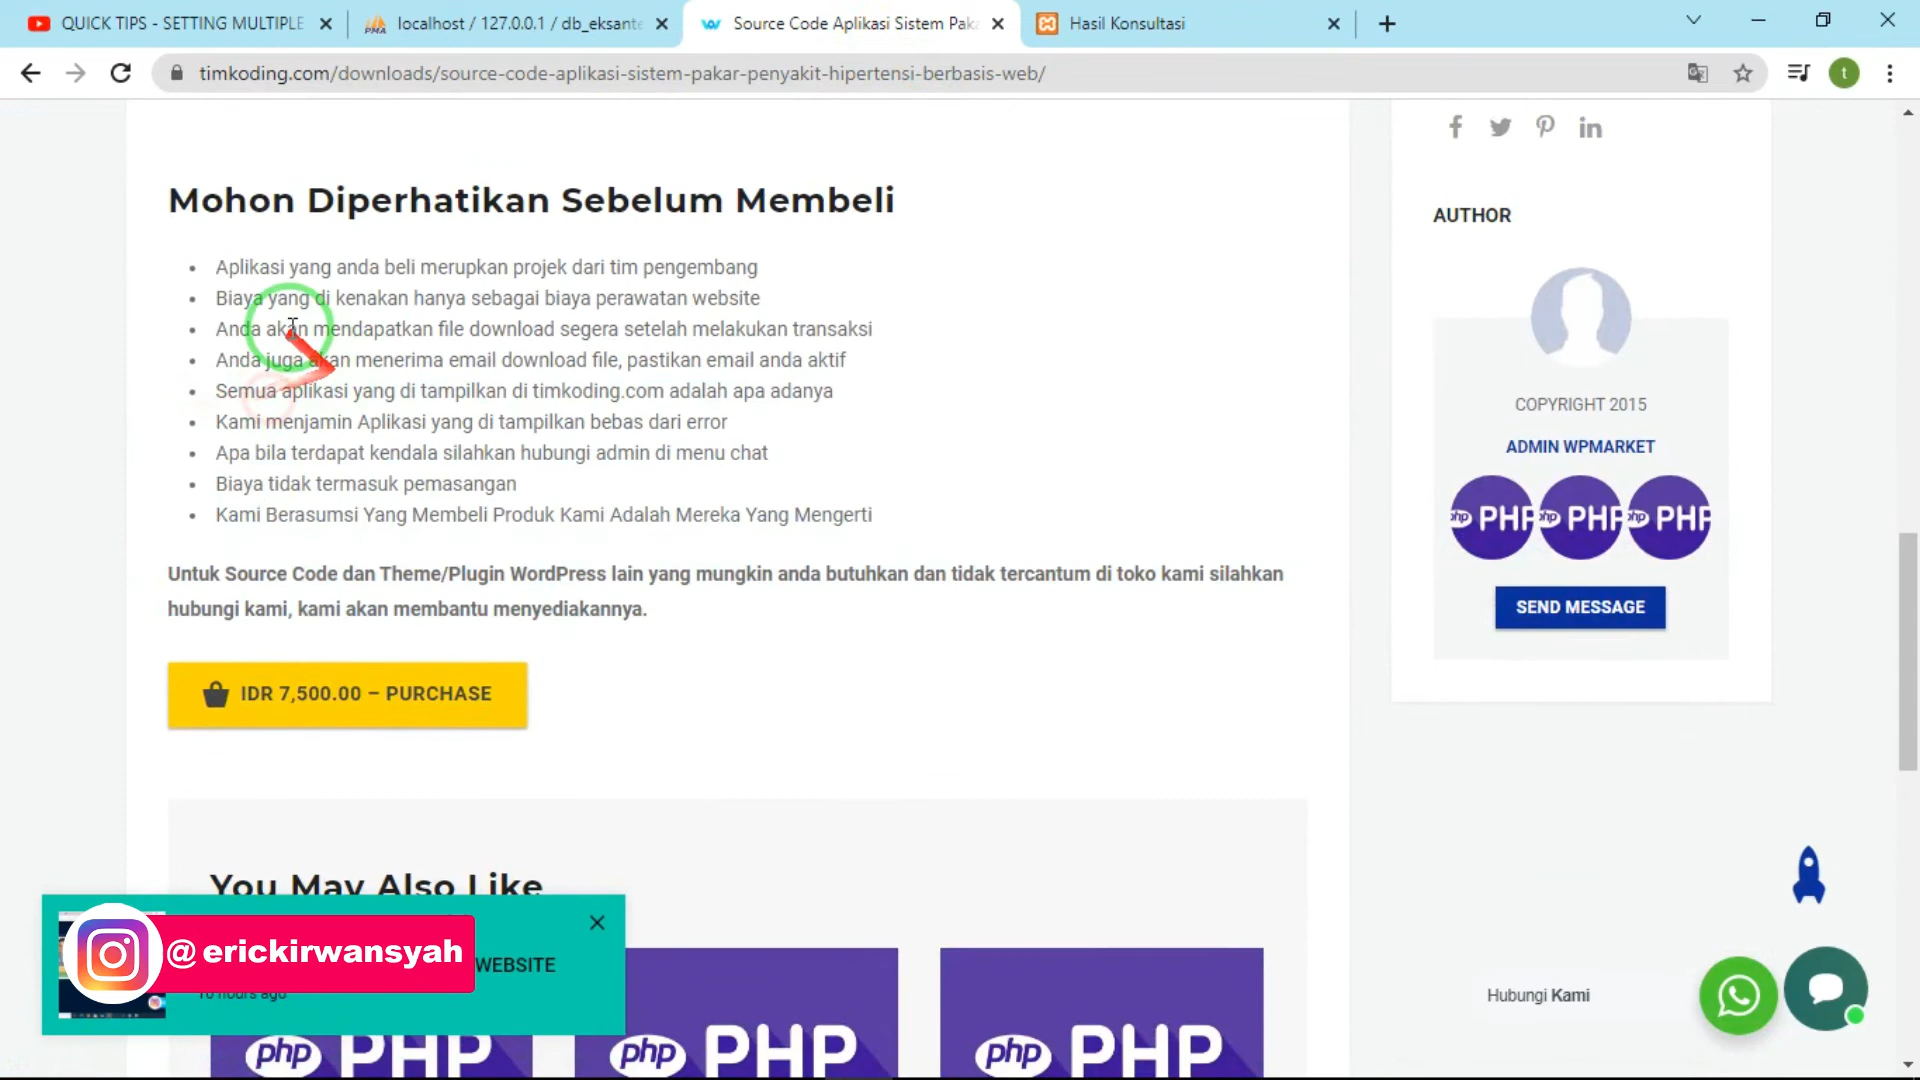 QUICK TIPS - SETTING MULTIPLE
localhost / 127.0.0.1 / db_eksante
Source Code Aplikasi Sistem Paka
Hasil Konsultasi
timkoding.com/downloads/source-code-aplikasi-sistem-pakar-penyakit-hipertensi-berbasis-web/
t
Mohon Diperhatikan Sebelum Membeli
Aplikasi yang anda beli merupkan projek dari tim pengembang
Biaya yang di kenakan hanya sebagai biaya perawatan website
Anda akan mendapatkan file download segera setelah melakukan transaksi
Anda juga akan menerima email download file, pastikan email anda aktif
Semua aplikasi yang di tampilkan di timkoding.com adalah apa adanya
Kami menjamin Aplikasi yang di tampilkan bebas dari error
Apa bila terdapat kendala silahkan hubungi admin di menu chat
Biaya tidak termasuk pemasangan
Kami Berasumsi Yang Membeli Produk Kami Adalah Mereka Yang Mengerti
Untuk Source Code dan Theme/Plugin WordPress lain yang mungkin anda butuhkan dan tidak tercantum di toko kami silahkan
hubungi kami, kami akan membantu menyediakannya.
IDR 7,500.00 – PURCHASE
AUTHOR
COPYRIGHT 2015
ADMIN WPMARKET
php PHP php PHP php PHP
SEND MESSAGE
You May Also Like
@erickirwansyah
WEBSITE
hours ago
php PHP
php PHP
php PHP
Hubungi Kami